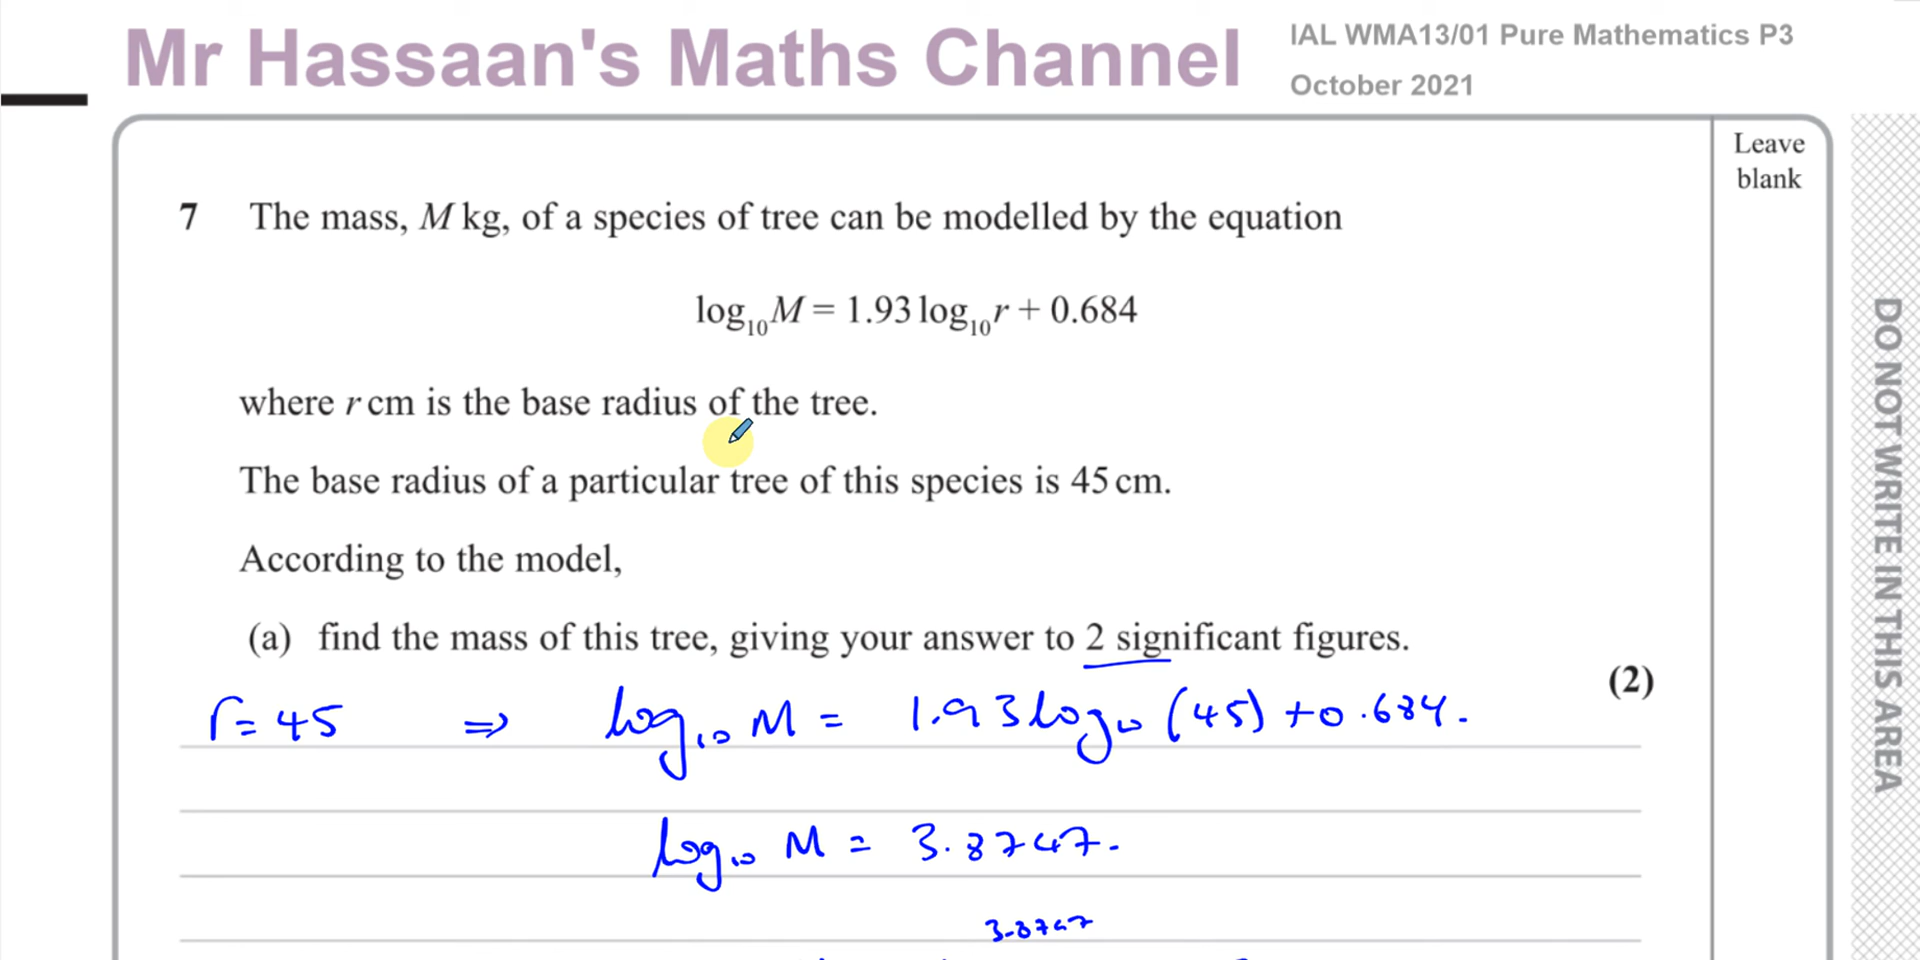 Mr Hassaan's Maths Channel
IAL WMA13/01 Pure Mathematics P3
October 2021
Leave
blank
7 The mass, M kg, of a species of tree can be modelled by the equation
log₁₀M = 1.93 log₁₀r + 0.684
where r cm is the base radius of the tree.
The base radius of a particular tree of this species is 45 cm.
According to the model,
(a) find the mass of this tree, giving your answer to 2 significant figures.
(2)
r = 45 ⇒ log₁₀ M = 1.93 log₁₀ (45) + 0.684.
log₁₀ M = 3.8747.
3.8747
DO NOT WRITE IN THIS AREA